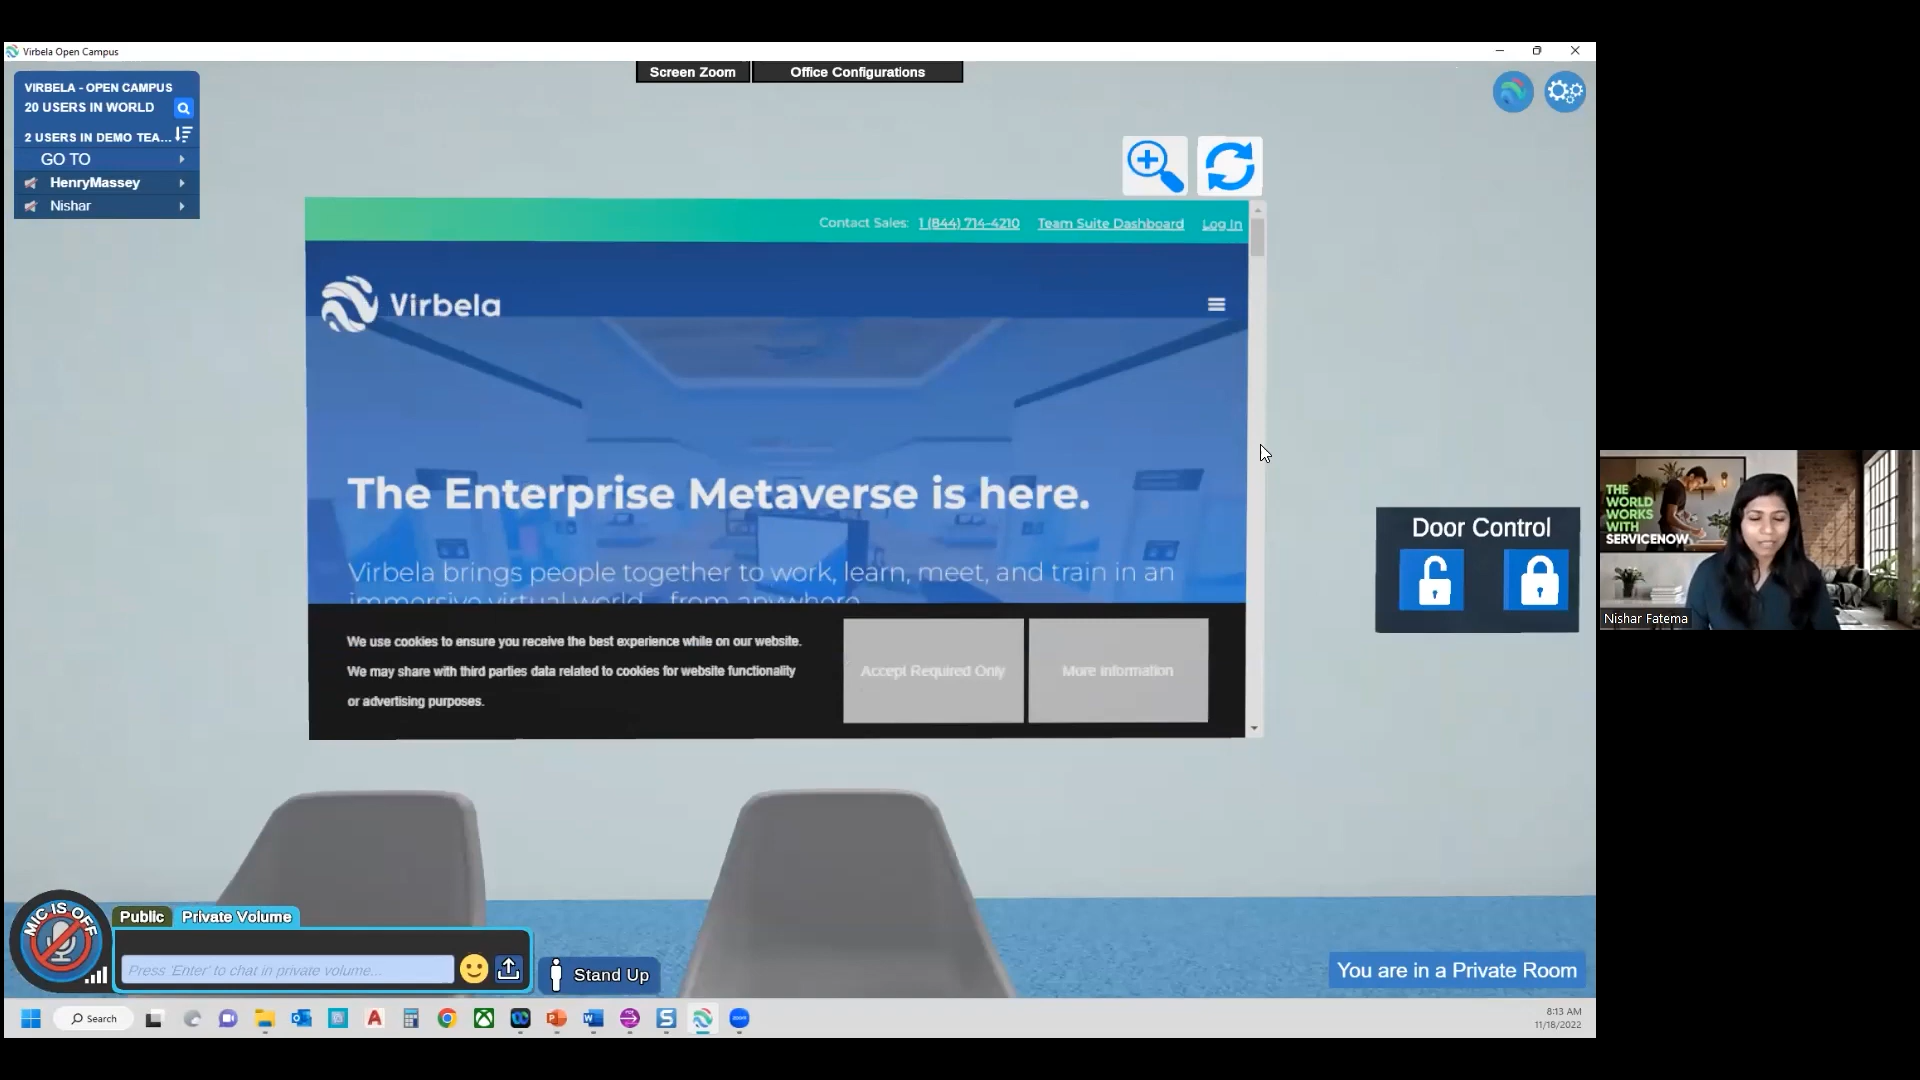 Virbela Open Campus
VIRBELA - OPEN CAMPUS
20 USERS IN WORLD
2 USERS IN DEMO TEA...
GO TO
HenryMassey
Nishar
Screen Zoom
Office Configurations
Contact Sales: 1 (844) 714-4210 Team Suite Dashboard Log In
Virbela
The Enterprise Metaverse is here.
Virbela brings people together to work, learn, meet, and train in an
immersive virtual world from anywhere
We use cookies to ensure you receive the best experience while on our website.
We may share with third parties data related to cookies for website functionality
or advertising purposes.
Accept Required Only
More Information
Door Control
THE
WORLD
WORKS
WITH
SERVICENOW
Nishar Fatema
MIC IS OFF
Public
Private Volume
Press 'Enter' to chat in private volume...
Stand Up
You are in a Private Room
Search
8:13 AM
11/18/2022